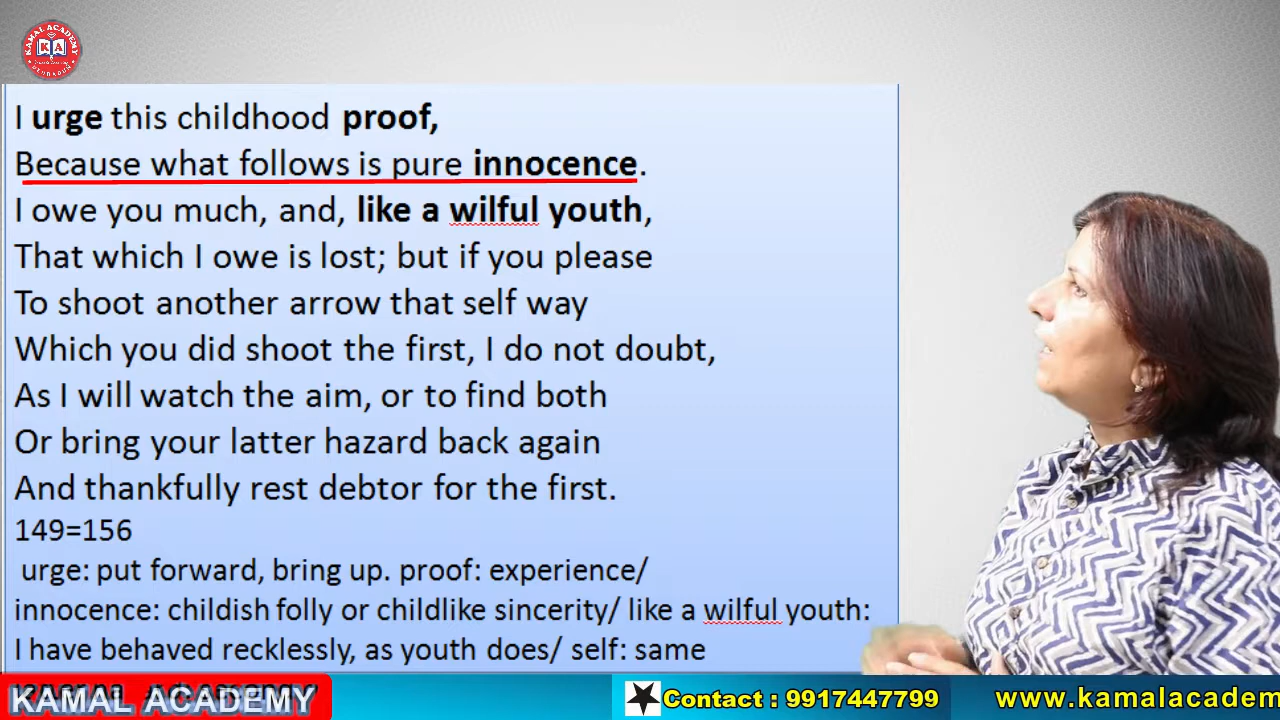 KAMAL ACADEMY
KA
DEHRADUN
I urge this childhood proof,
Because what follows is pure innocence.
I owe you much, and, like a wilful youth,
That which I owe is lost; but if you please
To shoot another arrow that self way
Which you did shoot the first, I do not doubt,
As I will watch the aim, or to find both
Or bring your latter hazard back again
And thankfully rest debtor for the first.
149=156
urge: put forward, bring up. proof: experience/
innocence: childish folly or childlike sincerity/ like a wilful youth:
I have behaved recklessly, as youth does/ self: same
KAMAL ACADEMY
Contact : 9917447799
www.kamalacadem